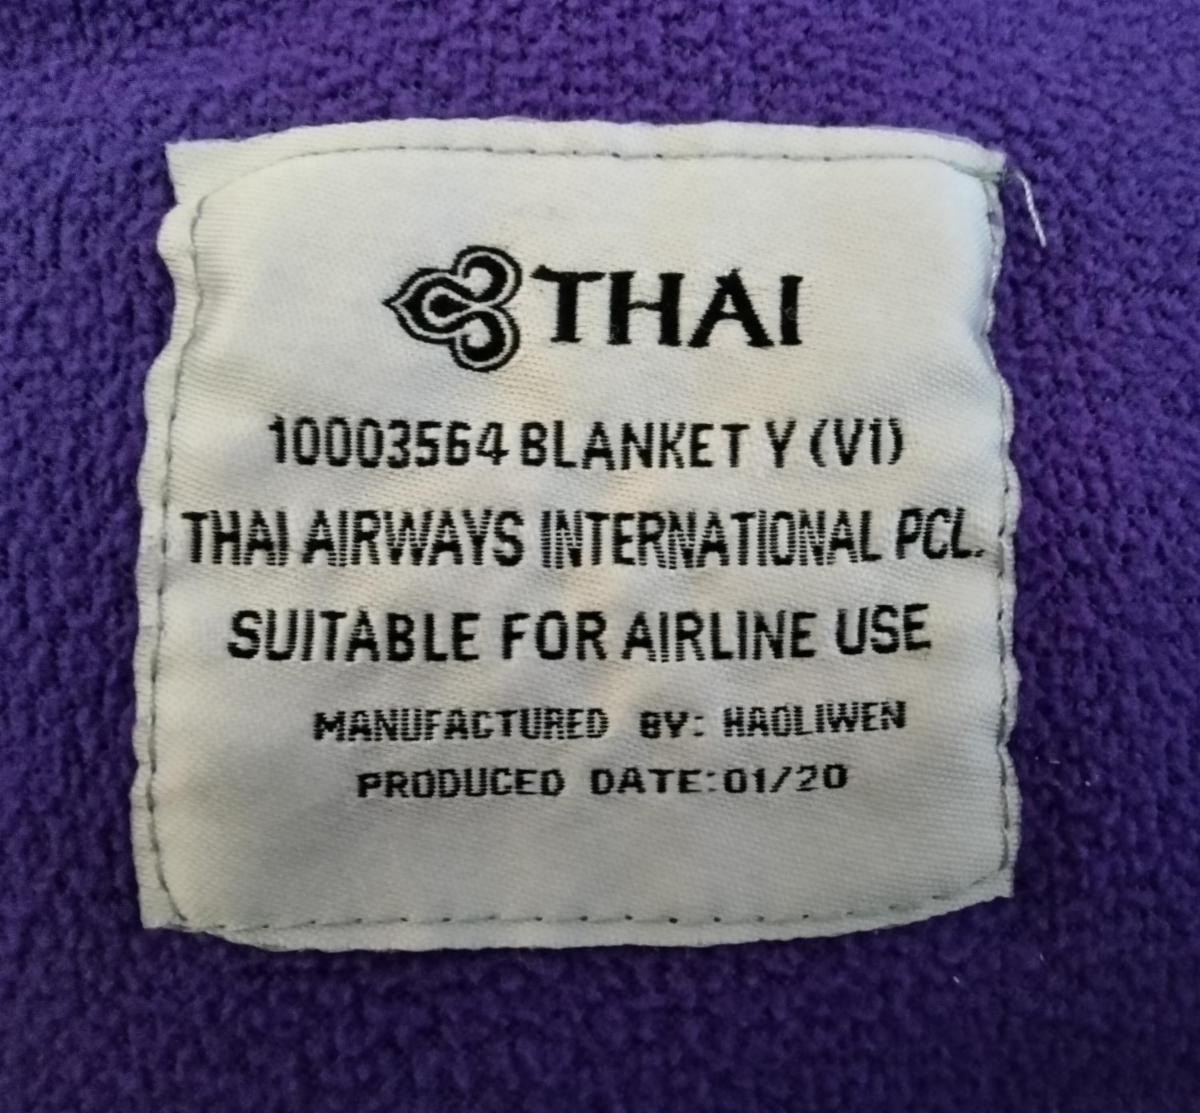 THAI
10003564 BLANKET Y (V1)
THAI AIRWAYS INTERNATIONAL PCL.
SUITABLE FOR AIRLINE USE
MANUFACTURED BY: HAOLIWEN
PRODUCED DATE:01/20